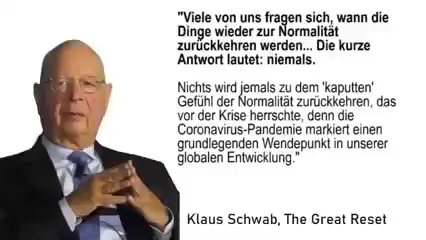 "Viele von uns fragen sich, wann die
Dinge wieder zur Normalität
zurückkehren werden... Die kurze
Antwort lautet: niemals.
Nichts wird jemals zu dem 'kaputten'
Gefühl der Normalität zurückkehren, das
vor der Krise herrschte, denn die
Coronavirus-Pandemie markiert einen
grundlegenden Wendepunkt in unserer
globalen Entwicklung."
Klaus Schwab, The Great Reset